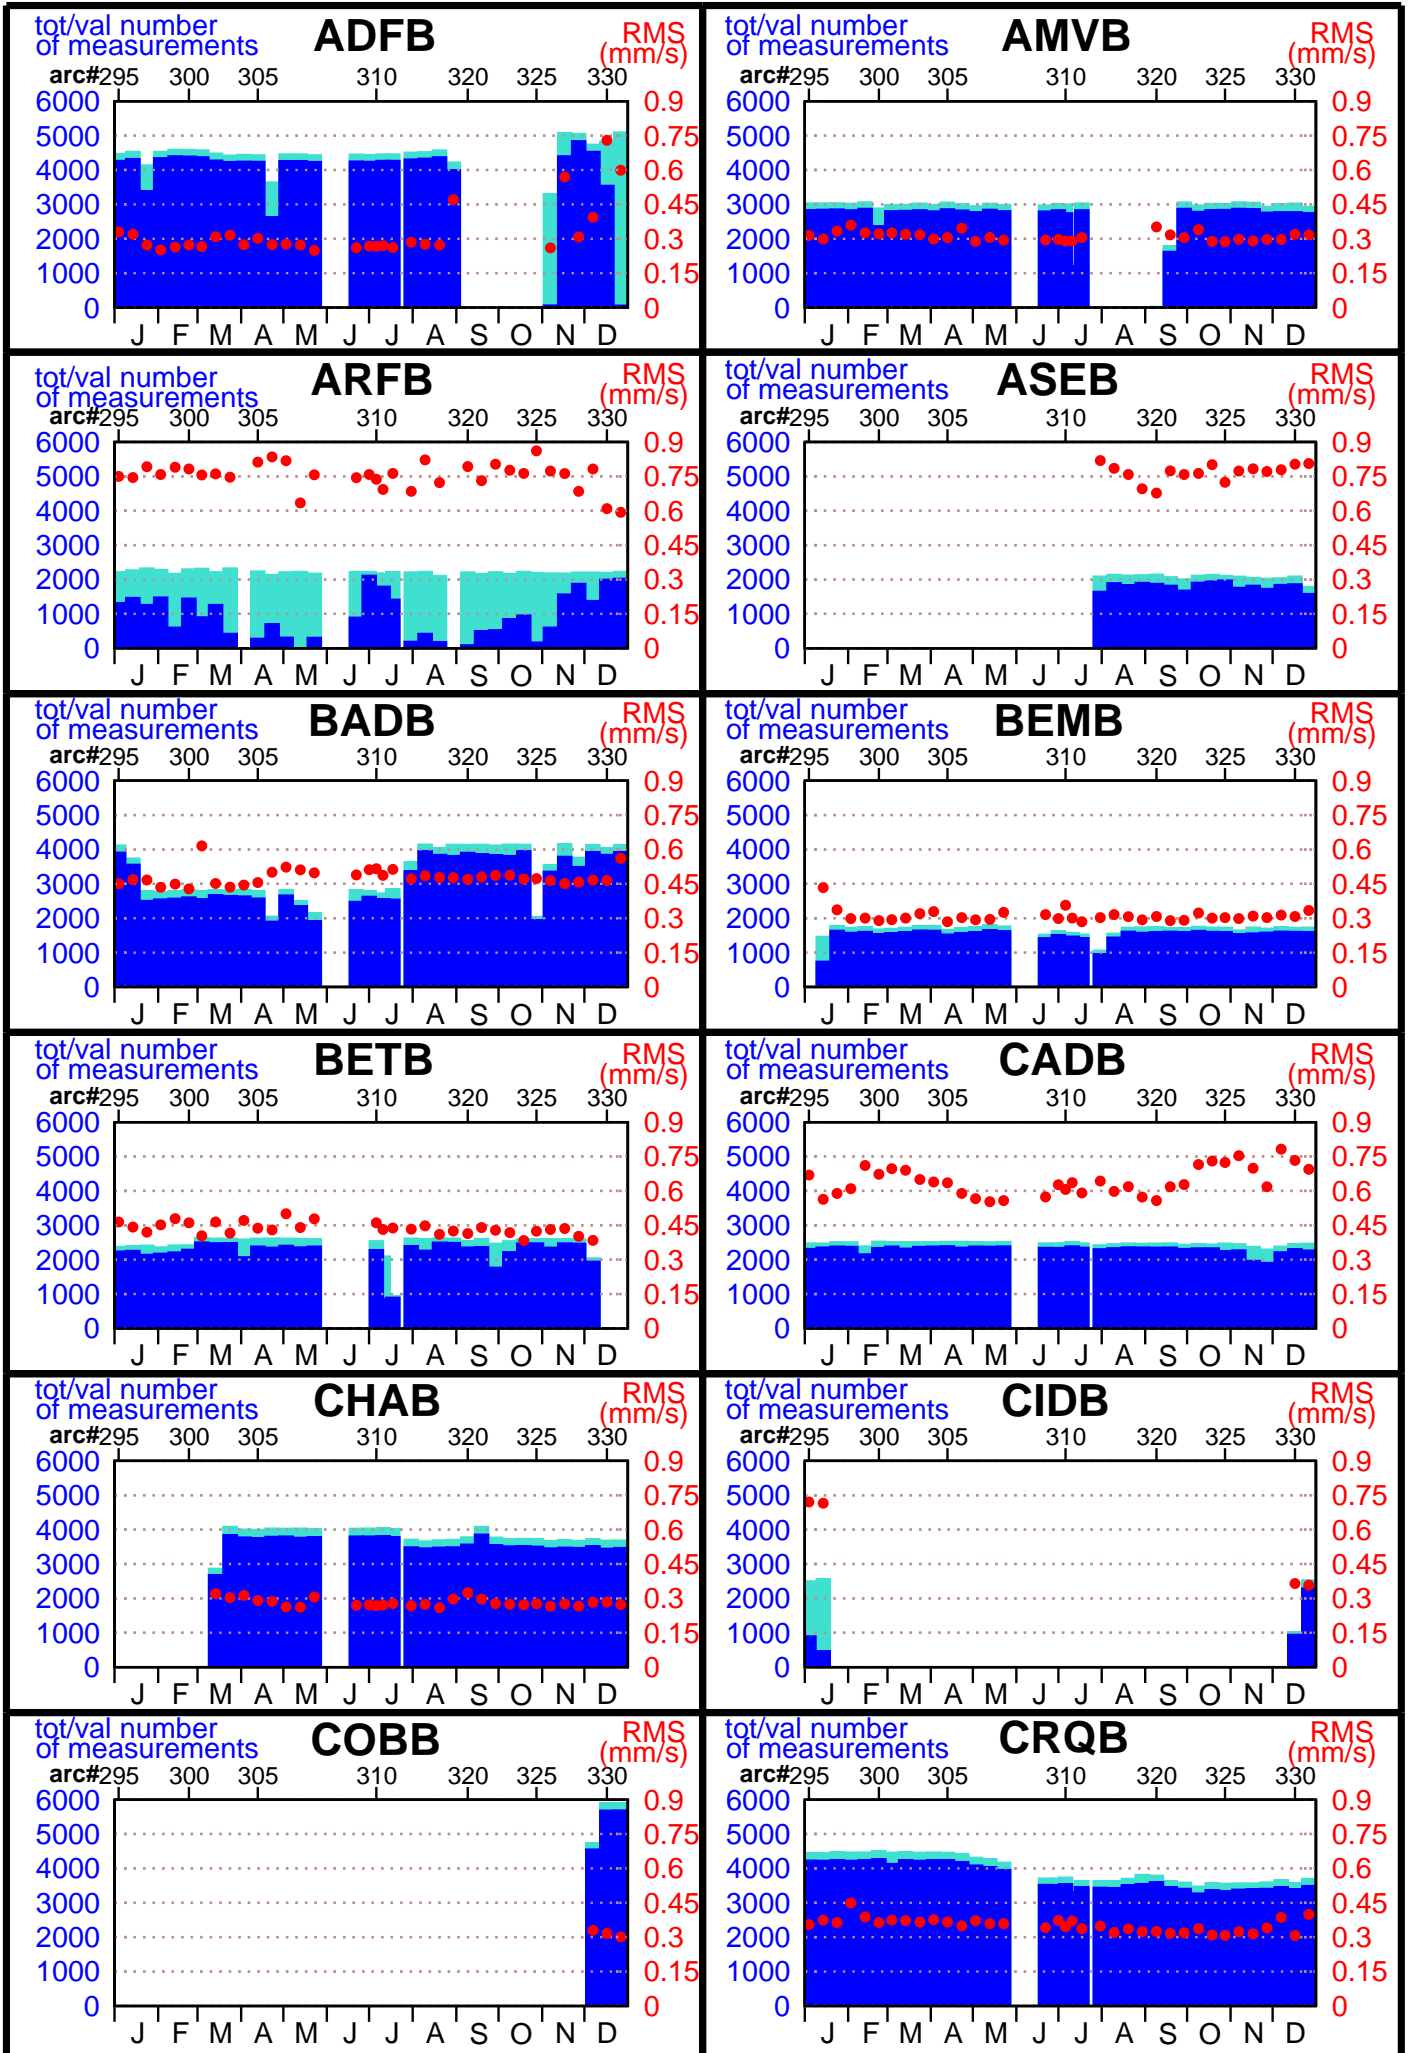 tot/val number
of measurements
ADFB
RMS
(mm/s)
arc# 295 300 305 310 320 325 330
6000 0.9
5000 0.75
4000 0.6
3000 0.45
2000 0.3
1000 0.15
0 0
J F M A M J J A S O N D
tot/val number
of measurements
AMVB
RMS
(mm/s)
arc# 295 300 305 310 320 325 330
6000 0.9
5000 0.75
4000 0.6
3000 0.45
2000 0.3
1000 0.15
0 0
J F M A M J J A S O N D
tot/val number
of measurements
ARFB
RMS
(mm/s)
arc# 295 300 305 310 320 325 330
6000 0.9
5000 0.75
4000 0.6
3000 0.45
2000 0.3
1000 0.15
0 0
J F M A M J J A S O N D
tot/val number
of measurements
ASEB
RMS
(mm/s)
arc# 295 300 305 310 320 325 330
6000 0.9
5000 0.75
4000 0.6
3000 0.45
2000 0.3
1000 0.15
0 0
J F M A M J J A S O N D
tot/val number
of measurements
BADB
RMS
(mm/s)
arc# 295 300 305 310 320 325 330
6000 0.9
5000 0.75
4000 0.6
3000 0.45
2000 0.3
1000 0.15
0 0
J F M A M J J A S O N D
tot/val number
of measurements
BEMB
RMS
(mm/s)
arc# 295 300 305 310 320 325 330
6000 0.9
5000 0.75
4000 0.6
3000 0.45
2000 0.3
1000 0.15
0 0
J F M A M J J A S O N D
tot/val number
of measurements
BETB
RMS
(mm/s)
arc# 295 300 305 310 320 325 330
6000 0.9
5000 0.75
4000 0.6
3000 0.45
2000 0.3
1000 0.15
0 0
J F M A M J J A S O N D
tot/val number
of measurements
CADB
RMS
(mm/s)
arc# 295 300 305 310 320 325 330
6000 0.9
5000 0.75
4000 0.6
3000 0.45
2000 0.3
1000 0.15
0 0
J F M A M J J A S O N D
tot/val number
of measurements
CHAB
RMS
(mm/s)
arc# 295 300 305 310 320 325 330
6000 0.9
5000 0.75
4000 0.6
3000 0.45
2000 0.3
1000 0.15
0 0
J F M A M J J A S O N D
tot/val number
of measurements
CIDB
RMS
(mm/s)
arc# 295 300 305 310 320 325 330
6000 0.9
5000 0.75
4000 0.6
3000 0.45
2000 0.3
1000 0.15
0 0
J F M A M J J A S O N D
tot/val number
of measurements
COBB
RMS
(mm/s)
arc# 295 300 305 310 320 325 330
6000 0.9
5000 0.75
4000 0.6
3000 0.45
2000 0.3
1000 0.15
0 0
J F M A M J J A S O N D
tot/val number
of measurements
CRQB
RMS
(mm/s)
arc# 295 300 305 310 320 325 330
6000 0.9
5000 0.75
4000 0.6
3000 0.45
2000 0.3
1000 0.15
0 0
J F M A M J J A S O N D